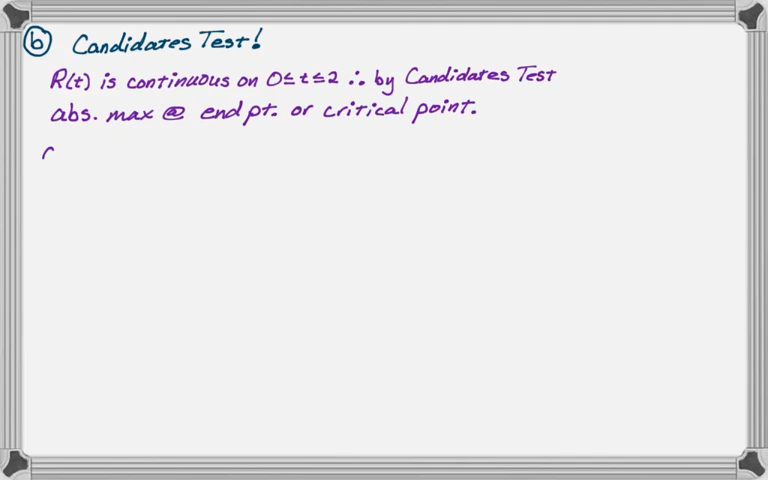 b Candidates Test!
R(t) is continuous on 0≤t≤2 ∴ by Candidates Test
abs. max @ end pt. or critical point.